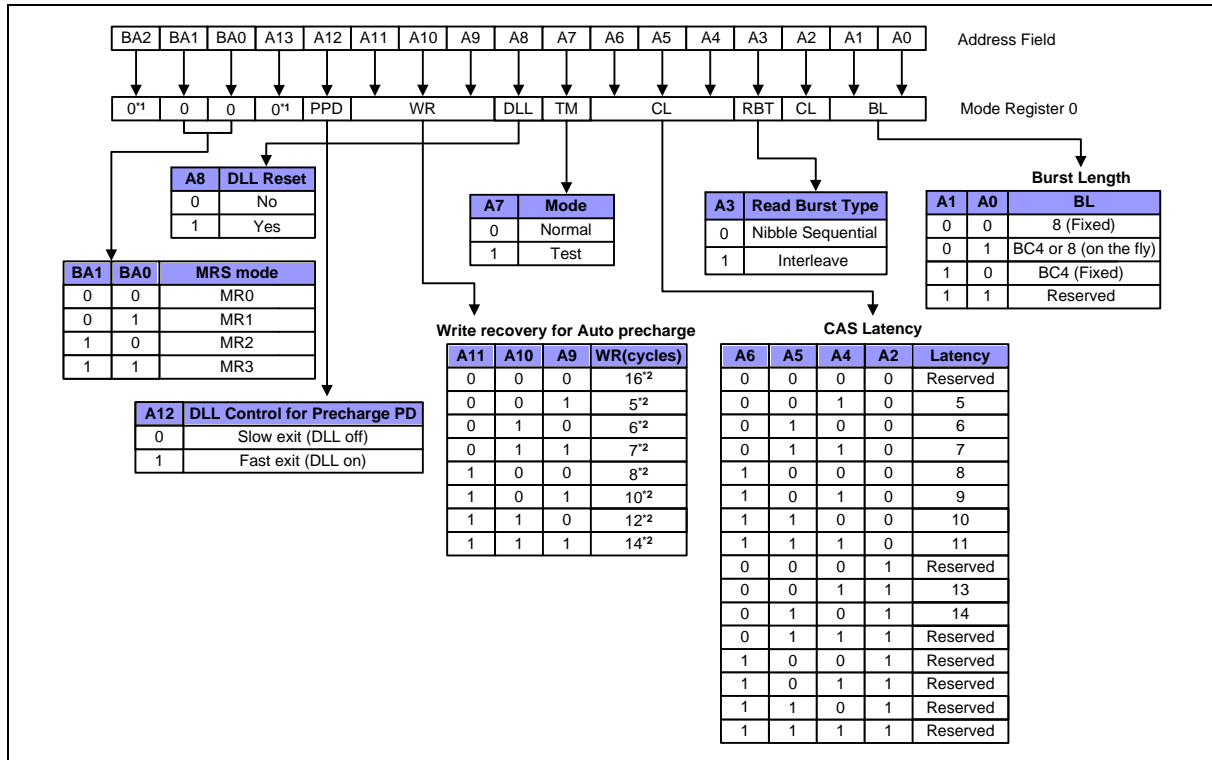 BA2 BA1 BA0 A13 A12 A11 A10 A9 A8 A7 A6 A5 A4 A3 A2 A1 A0 Address Field
0*1 0 0 0*1 PPD WR DLL TM CL RBT CL BL Mode Register 0
A8 DLL Reset
0 No
1 Yes
A7 Mode
0 Normal
1 Test
A3 Read Burst Type
0 Nibble Sequential
1 Interleave
Burst Length
A1 A0 BL
0 0 8 (Fixed)
0 1 BC4 or 8 (on the fly)
1 0 BC4 (Fixed)
1 1 Reserved
BA1 BA0 MRS mode
0 0 MR0
0 1 MR1
1 0 MR2
1 1 MR3
A12 DLL Control for Precharge PD
0 Slow exit (DLL off)
1 Fast exit (DLL on)
Write recovery for Auto precharge
A11 A10 A9 WR(cycles)
0 0 0 16*2
0 0 1 5*2
0 1 0 6*2
0 1 1 7*2
1 0 0 8*2
1 0 1 10*2
1 1 0 12*2
1 1 1 14*2
CAS Latency
A6 A5 A4 A2 Latency
0 0 0 0 Reserved
0 0 1 0 5
0 1 0 0 6
0 1 1 0 7
1 0 0 0 8
1 0 1 0 9
1 1 0 0 10
1 1 1 0 11
0 0 0 1 Reserved
0 0 1 1 13
0 1 0 1 14
0 1 1 1 Reserved
1 0 0 1 Reserved
1 0 1 1 Reserved
1 1 0 1 Reserved
1 1 1 1 Reserved